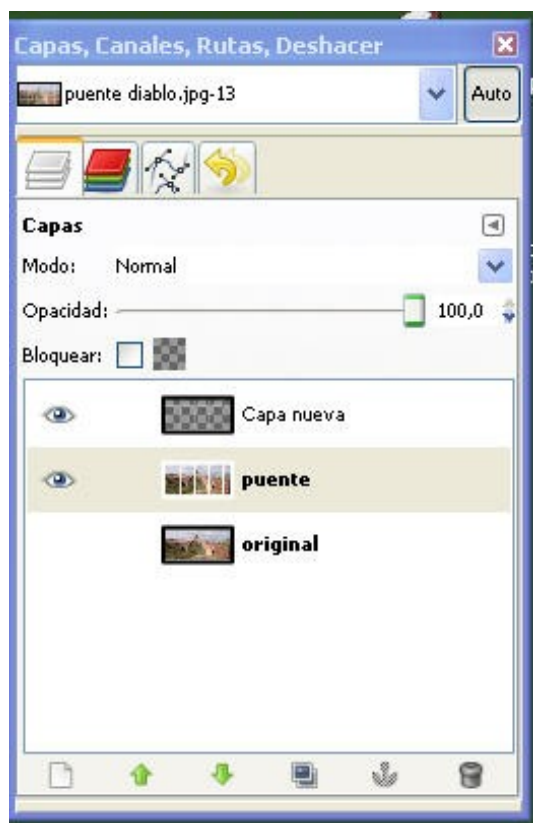 Capas, Canales, Rutas, Deshacer
puente diablo.jpg-13
Auto
Capas
Modo: Normal
Opacidad: 100,0
Bloquear:
Capa nueva
puente
original